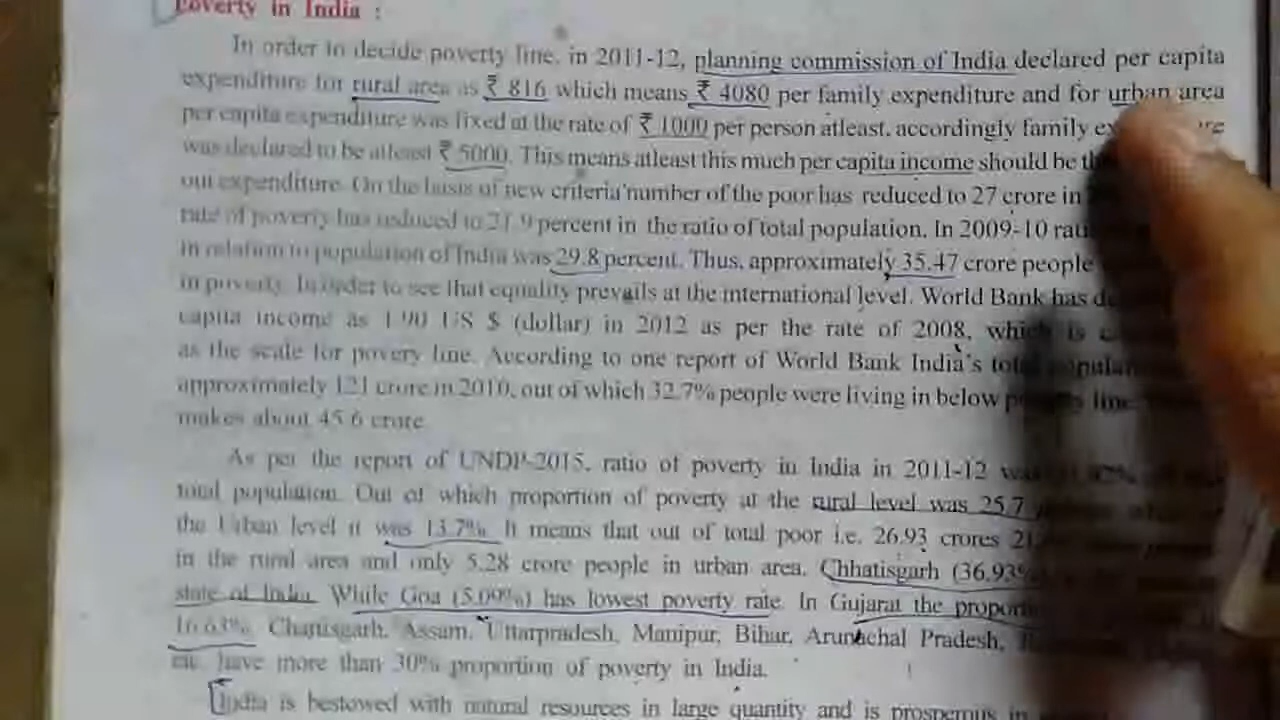 Poverty in India :
In order to decide poverty line, in 2011-12, planning commission of India declared per capita
expenditure for rural area as ₹ 816 which means ₹ 4080 per family expenditure and for urban area
per capita expenditure was fixed at the rate of ₹ 1000 per person atleast, accordingly family
was declared to be atleast ₹ 5000. This means atleast this much per capita income should be
out expenditure. On the basis of new criteria number of the poor has reduced to 27 crore in
rate of poverty has reduced to 21.9 percent in the ratio of total population. In 2009-10
in relation to population of India was 29.8 percent. Thus, approximately 35.47 crore people
in poverty. In order to see that equality prevails at the international level. World Bank has
capita income as 1.90 US $ (dollar) in 2012 as per the rate of 2008, which is
as the scale for povery line. According to one report of World Bank India's
approximately 121 crore in 2010, out of which 32.7% people were living in below line.
makes about 45.6 crore
As per the report of UNDP-2015, ratio of poverty in India in 2011-12
total population. Out of which proportion of poverty at the rural level was 25.7
the Urban level it was 13.7%. It means that out of total poor i.e. 26.93 crores
in the rural area and only 5.28 crore people in urban area. Chhatisgarh (36.93%
state of India. While Goa (5.09%) has lowest poverty rate. In Gujarat the
16.63%. Chattisgarh, Assam, Uttarpradesh, Manipur, Bihar, Arunachal Pradesh,
etc. have more than 30% proportion of poverty in India.
India is bestowed with natural resources in large quantity and is prosperous in